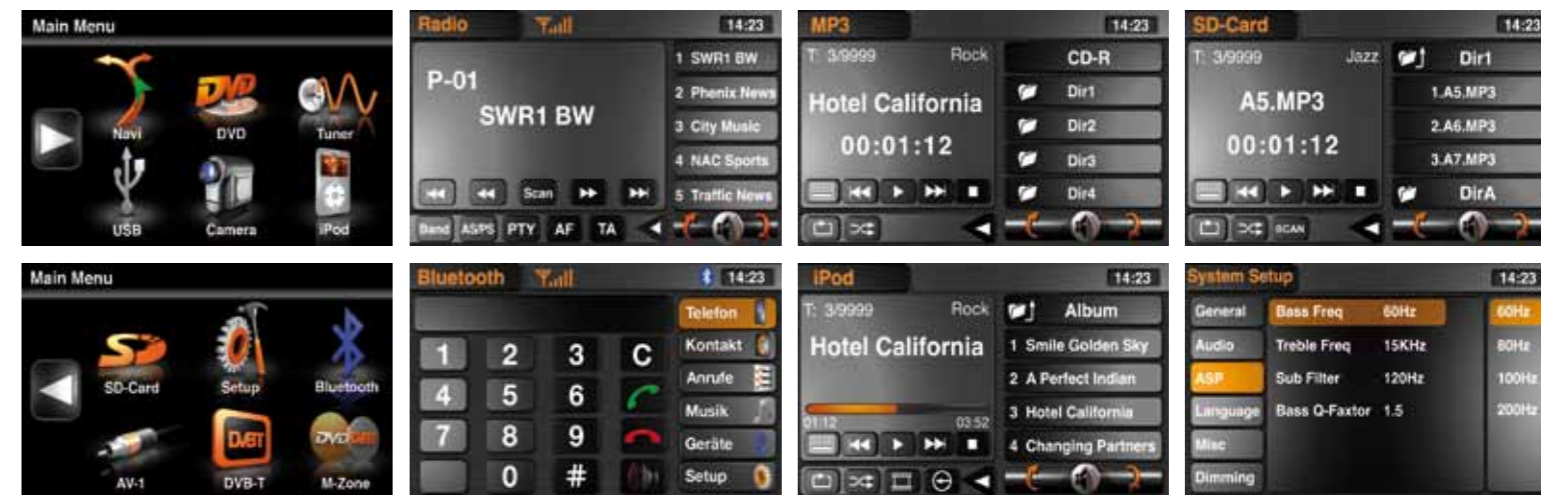 Main Menu
DVD
Navi
DVD
Tuner
USB
Camera
iPod
Radio
14:23
P-01
SWR1 BW
1 SWR1 BW
2 Phenix News
3 City Music
4 NAC Sports
5 Traffic News
Scan
Band
AS/PS
PTY
AF
TA
MP3
14:23
T: 3/9999
Rock
Hotel California
00:01:12
CD-R
Dir1
Dir2
Dir3
Dir4
SD-Card
14:23
T: 3/9999
Jazz
A5.MP3
00:01:12
Dir1
1.A5.MP3
2.A6.MP3
3.A7.MP3
DirA
SCAN
Main Menu
SD
SD-Card
Setup
Bluetooth
AV-1
DVBT
DVB-T
M-Zone
Bluetooth
14:23
1 2 3 C
4 5 6
7 8 9
0 #
Telefon
Kontakt
Anrufe
Musik
Geräte
Setup
iPod
14:23
T: 3/9999
Rock
Hotel California
01:12
03:52
Album
1 Smile Golden Sky
2 A Perfect Indian
3 Hotel California
4 Changing Partners
System Setup
14:23
General
Audio
ASP
Language
Misc
Dimming
Bass Freq 60Hz
Treble Freq 15KHz
Sub Filter 120Hz
Bass Q-Faxtor 1.5
60Hz
80Hz
100Hz
200Hz